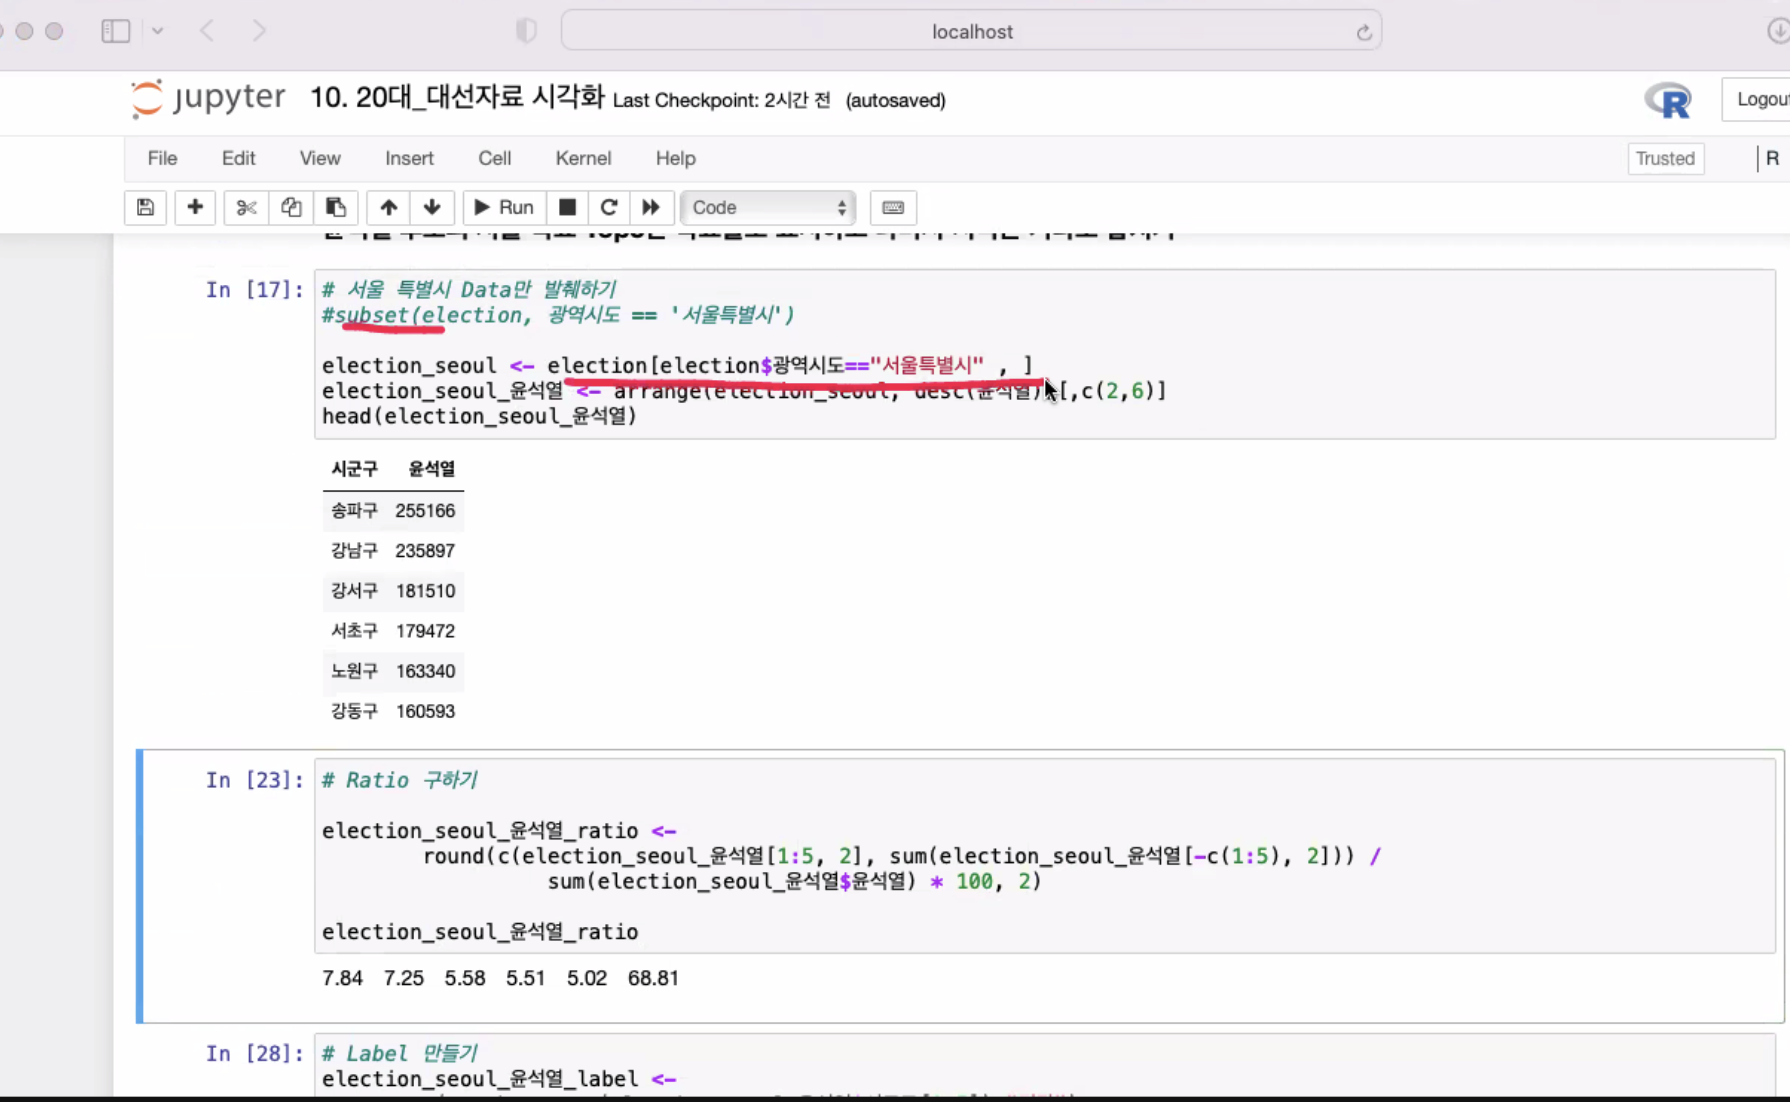 localhost
jupyter 10. 20대_대선자료 시각화 Last Checkpoint: 2시간 전 (autosaved)
R
File Edit View Insert Cell Kernel Help
Trusted
R
Run
Code
In [17]:
# 서울 특별시 Data만 발췌하기
#subset(election, 광역시도 == '서울특별시')
election_seoul <- election[election$광역시도=="서울특별시" , ]
election_seoul_윤석열 <- arrange(election_seoul, desc(윤석열))[,c(2,6)]
head(election_seoul_윤석열)
시군구 윤석열
송파구 255166
강남구 235897
강서구 181510
서초구 179472
노원구 163340
강동구 160593
In [23]:
# Ratio 구하기
election_seoul_윤석열_ratio <-
round(c(election_seoul_윤석열[1:5, 2], sum(election_seoul_윤석열[-c(1:5), 2])) /
sum(election_seoul_윤석열$윤석열) * 100, 2)
election_seoul_윤석열_ratio
7.84 7.25 5.58 5.51 5.02 68.81
In [28]:
# Label 만들기
election_seoul_윤석열_label <-